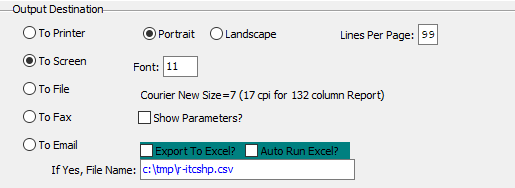 Output Destination
To Printer Portrait Landscape Lines Per Page: 99
To Screen Font: 11
To File Courier New Size=7 (17 cpi for 132 column Report)
To Fax Show Parameters?
To Email Export To Excel? Auto Run Excel?
If Yes, File Name: c:\tmp\r-itcshp.csv